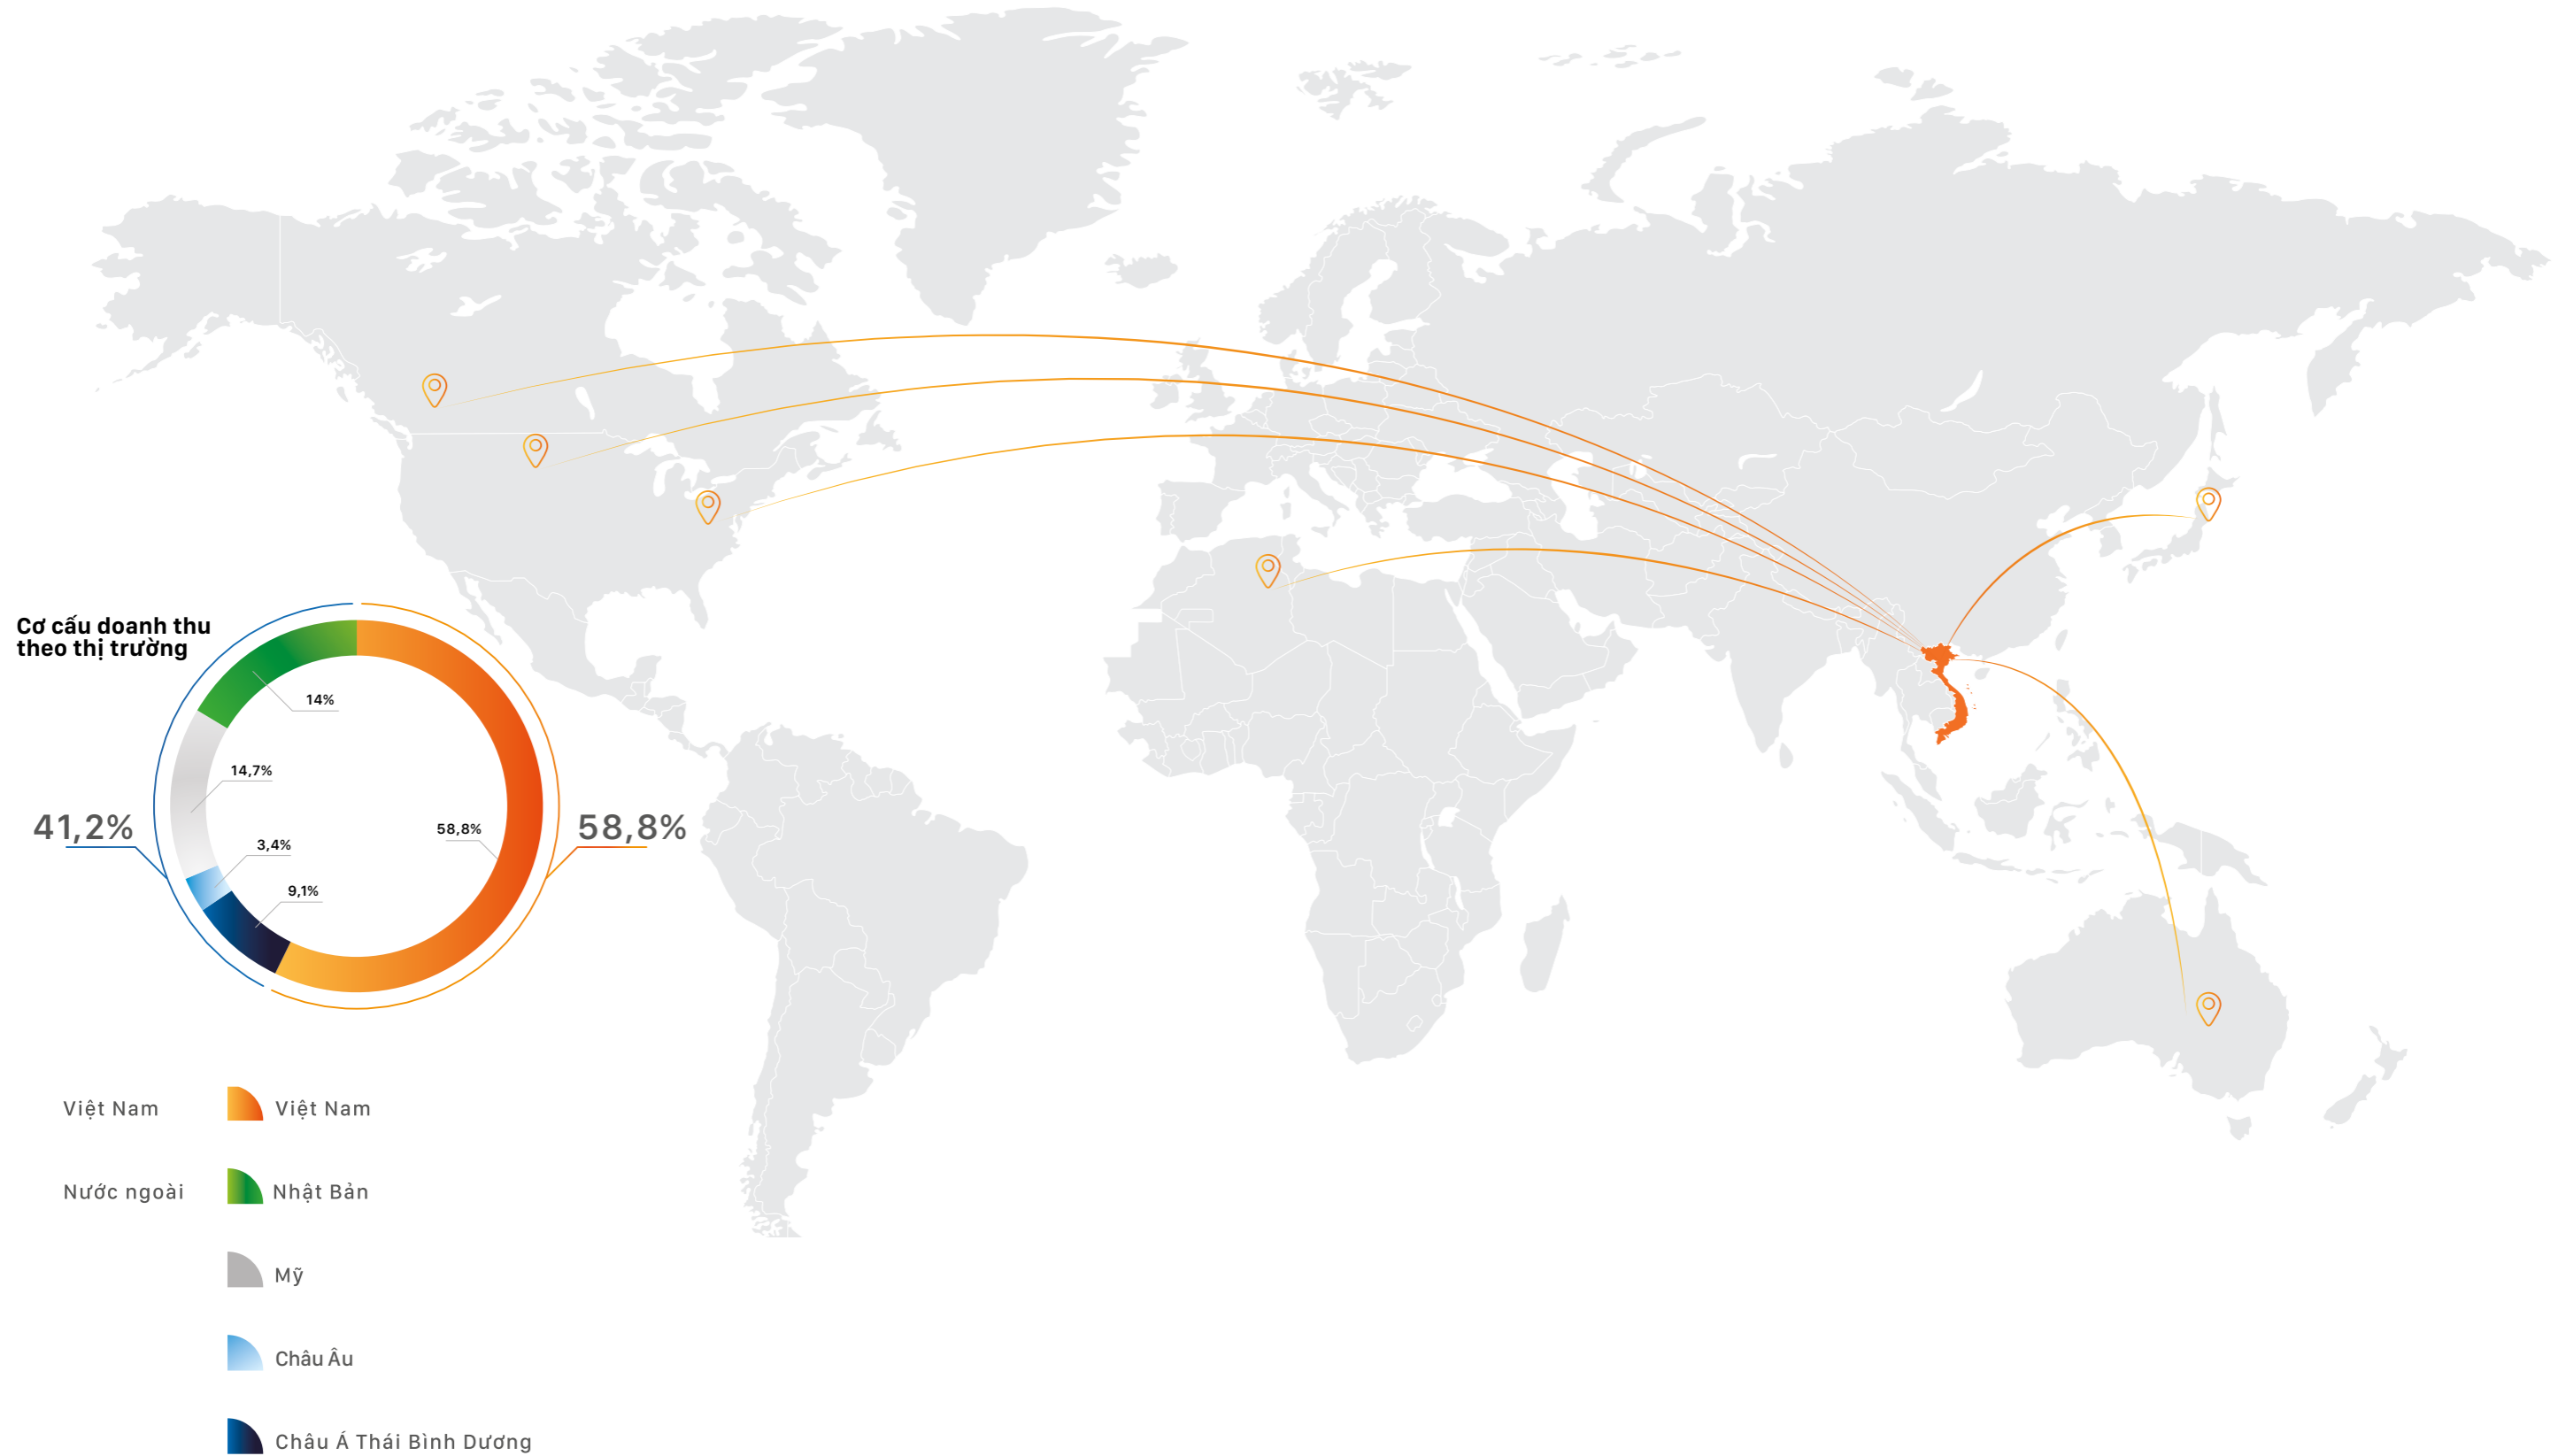 Cơ cấu doanh thu
theo thị trường
14%
14,7%
41,2%
58,8%
58,8%
3,4%
9,1%
Việt Nam
Việt Nam
Nước ngoài
Nhật Bản
Mỹ
Châu Âu
Châu Á Thái Bình Dương